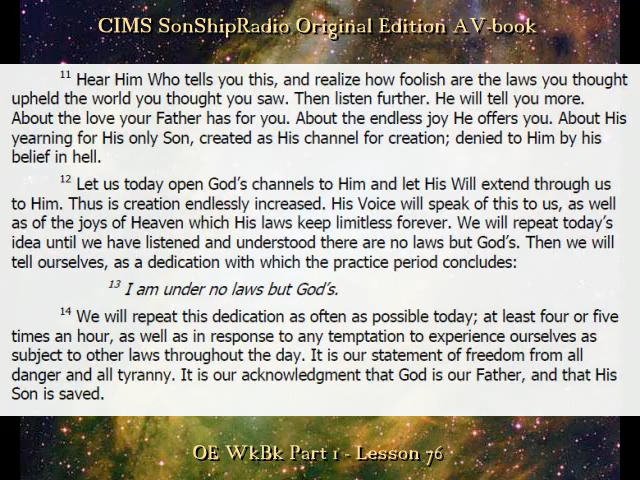 CIMS SonShipRadio Original Edition AV-book
11 Hear Him Who tells you this, and realize how foolish are the laws you thought
upheld the world you thought you saw. Then listen further. He will tell you more.
About the love your Father has for you. About the endless joy He offers you. About His
yearning for His only Son, created as His channel for creation; denied to Him by his
belief in hell.
12 Let us today open God's channels to Him and let His Will extend through us
to Him. Thus is creation endlessly increased. His Voice will speak of this to us, as well
as of the joys of Heaven which His laws keep limitless forever. We will repeat today's
idea until we have listened and understood there are no laws but God's. Then we will
tell ourselves, as a dedication with which the practice period concludes:
13 I am under no laws but God's.
14 We will repeat this dedication as often as possible today; at least four or five
times an hour, as well as in response to any temptation to experience ourselves as
subject to other laws throughout the day. It is our statement of freedom from all
danger and all tyranny. It is our acknowledgment that God is our Father, and that His
Son is saved.
OE WkBk Part 1 - Lesson 76